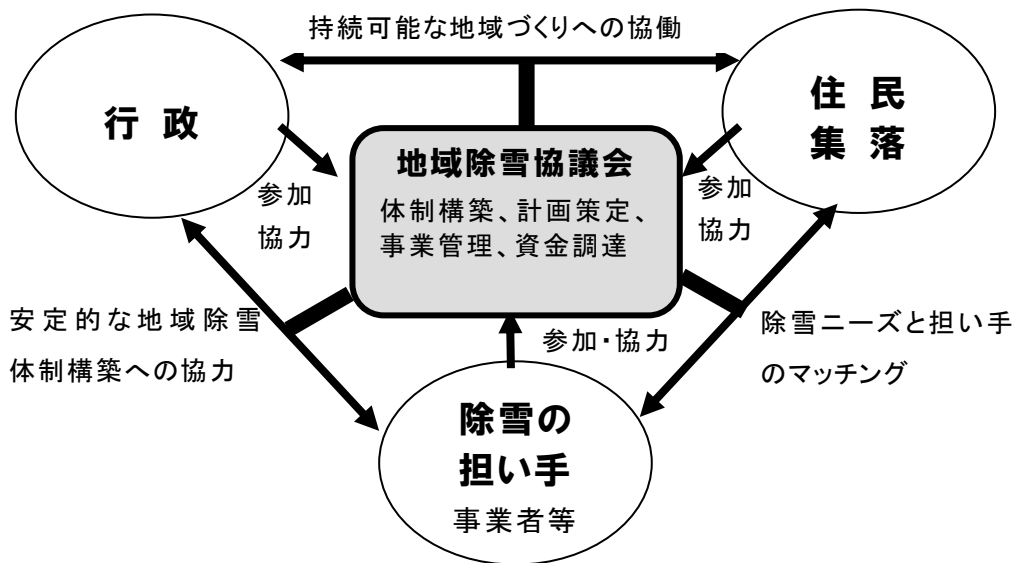 持続可能な地域づくりへの協働
行 政
住 民
集 落
地域除雪協議会
体制構築、計画策定、
事業管理、資金調達
参加
協力
参加
協力
安定的な地域除雪
体制構築への協力
参加・協力
除雪ニーズと担い手
のマッチング
除雪の
担い手
事業者等